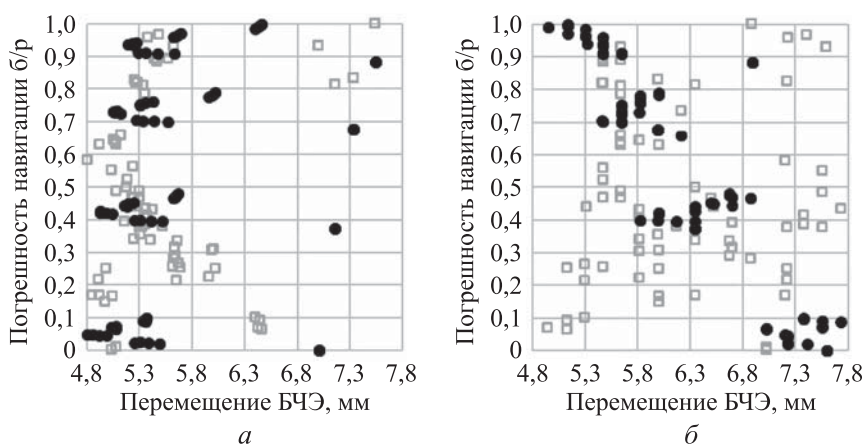 Погрешность навигации б/р
1,0
0,9
0,8
0,7
0,6
0,5
0,4
0,3
0,2
0,1
0
4,8 5,3 5,8 6,3 6,8 7,3 7,8
Перемещение БЧЭ, мм
а
Погрешность навигации б/р
1,0
0,9
0,8
0,7
0,6
0,5
0,4
0,3
0,2
0,1
0
4,8 5,3 5,8 6,3 6,8 7,3 7,8
Перемещение БЧЭ, мм
б